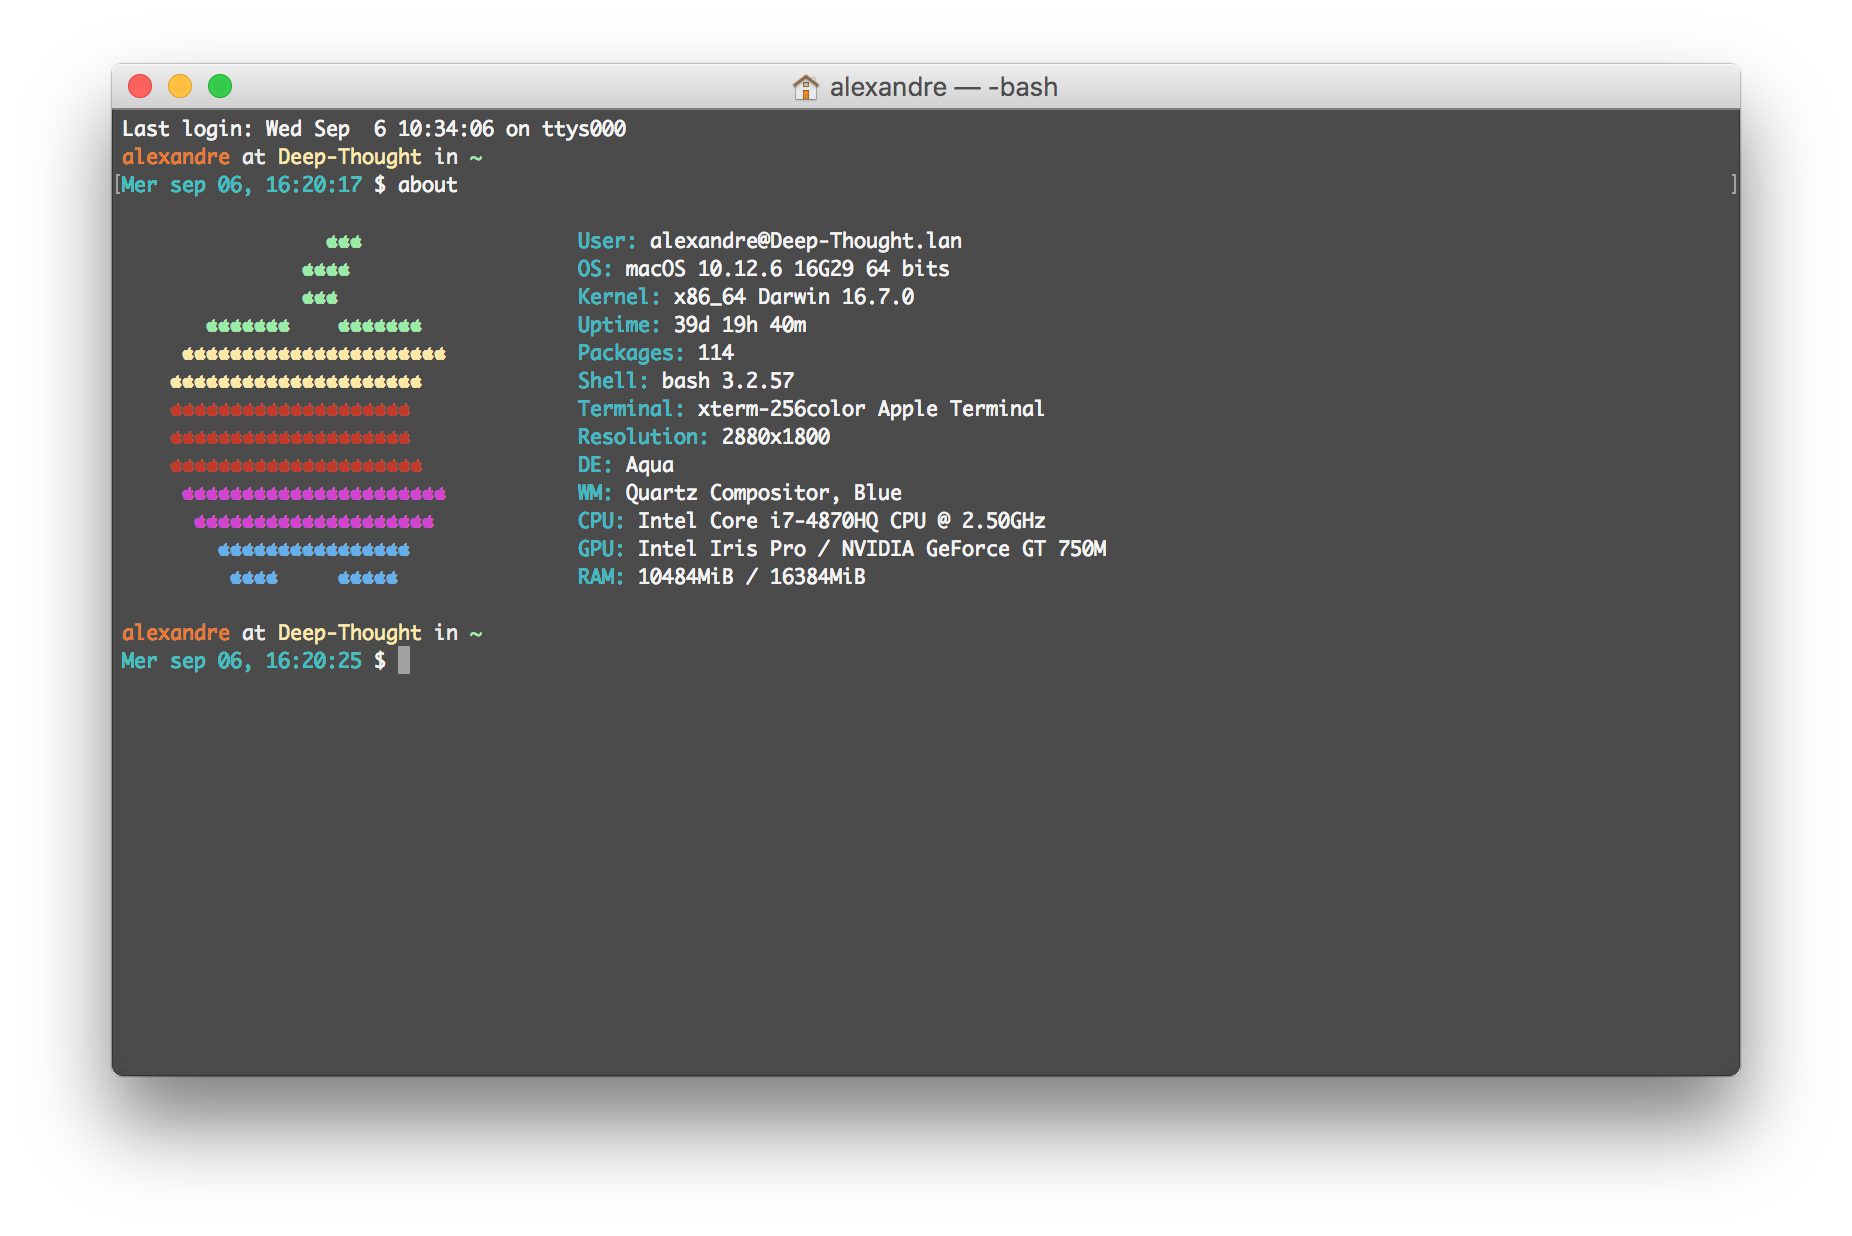 alexandre — -bash
Last login: Wed Sep  6 10:34:06 on ttys000
alexandre at Deep-Thought in ~
[Mer sep 06, 16:20:17 $ about ]
User: alexandre@Deep-Thought.lan
OS: macOS 10.12.6 16G29 64 bits
Kernel: x86_64 Darwin 16.7.0
Uptime: 39d 19h 40m
Packages: 114
Shell: bash 3.2.57
Terminal: xterm-256color Apple Terminal
Resolution: 2880x1800
DE: Aqua
WM: Quartz Compositor, Blue
CPU: Intel Core i7-4870HQ CPU @ 2.50GHz
GPU: Intel Iris Pro / NVIDIA GeForce GT 750M
RAM: 10484MiB / 16384MiB
alexandre at Deep-Thought in ~
Mer sep 06, 16:20:25 $